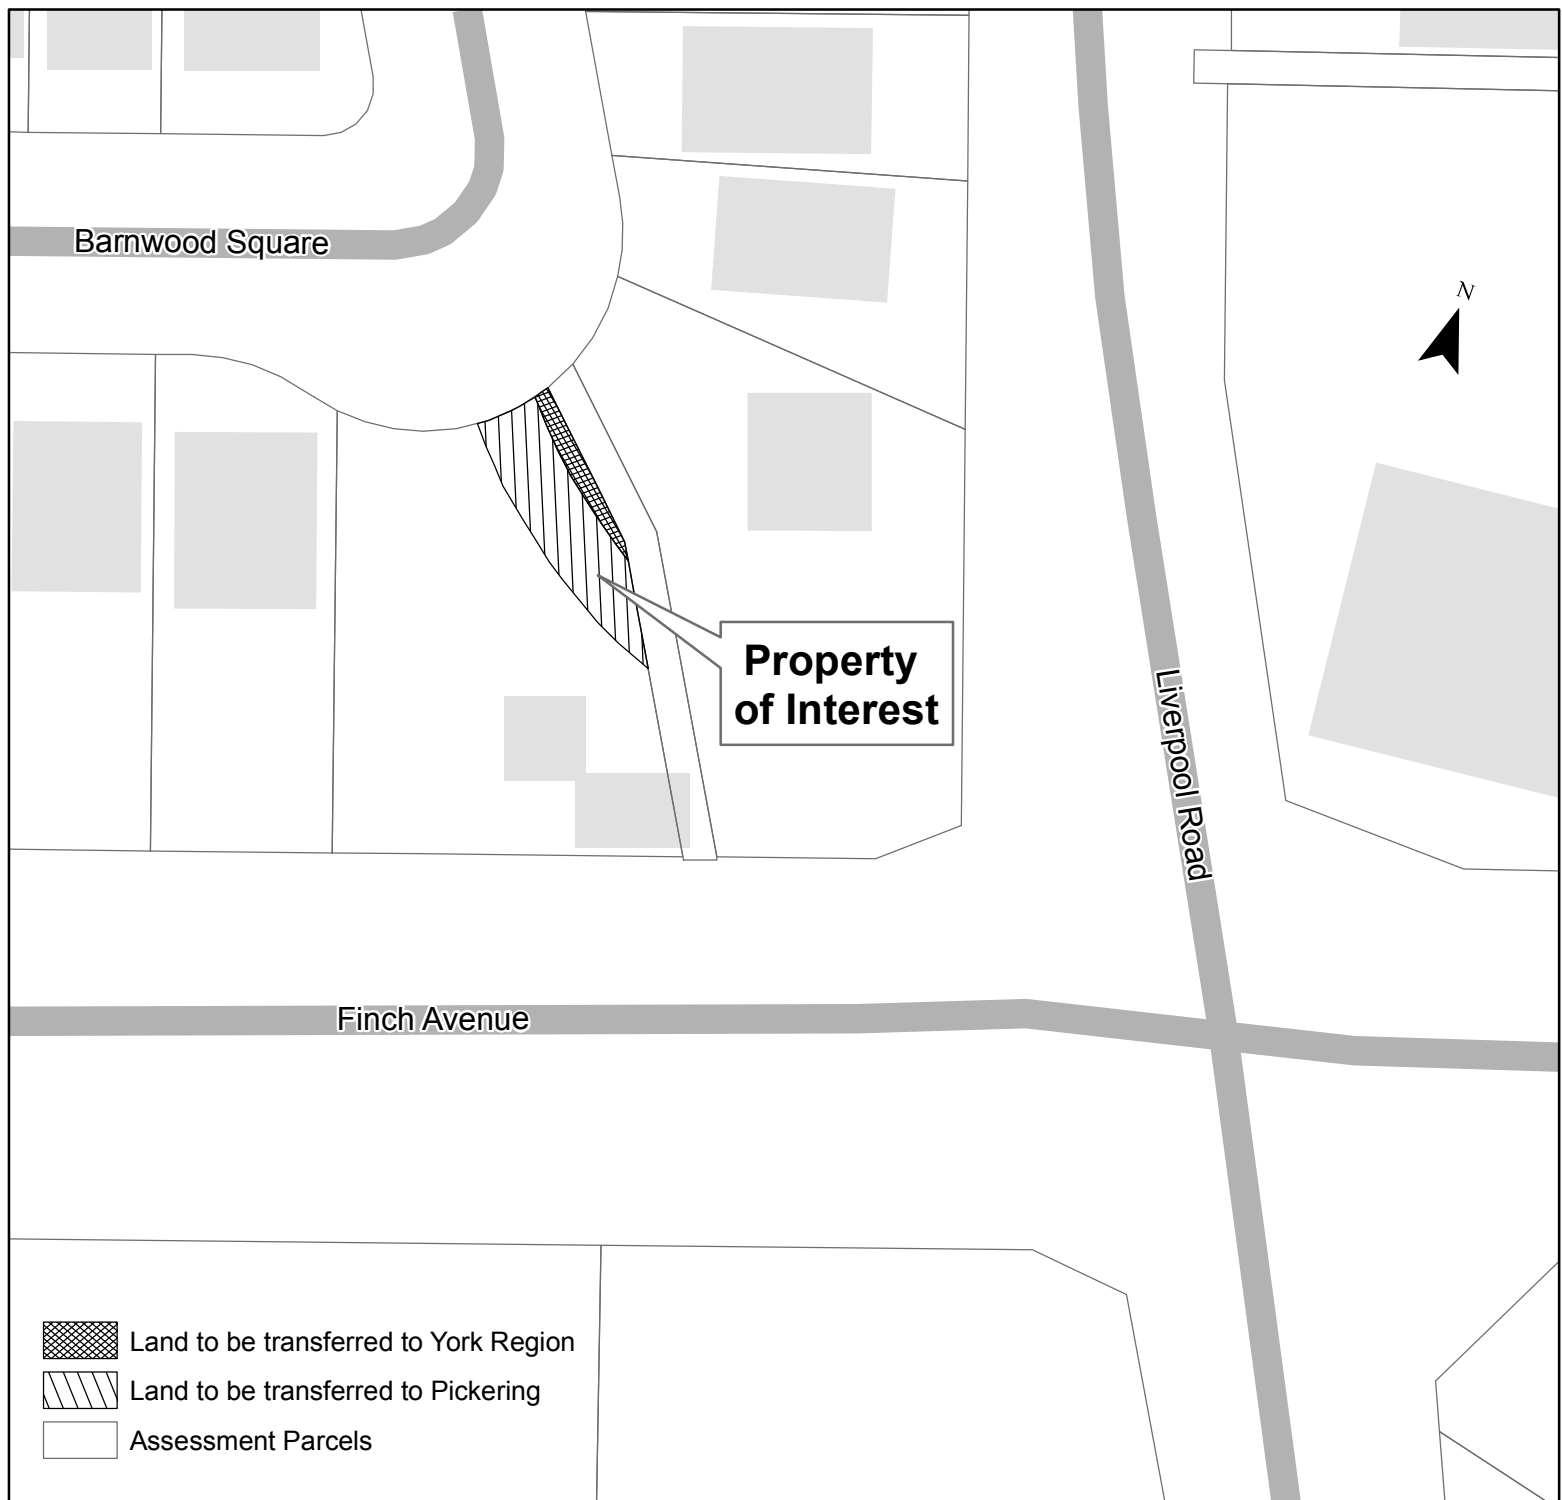 Barnwood Square
N
Property
of Interest
Liverpool Road
Finch Avenue
Land to be transferred to York Region
Land to be transferred to Pickering
Assessment Parcels